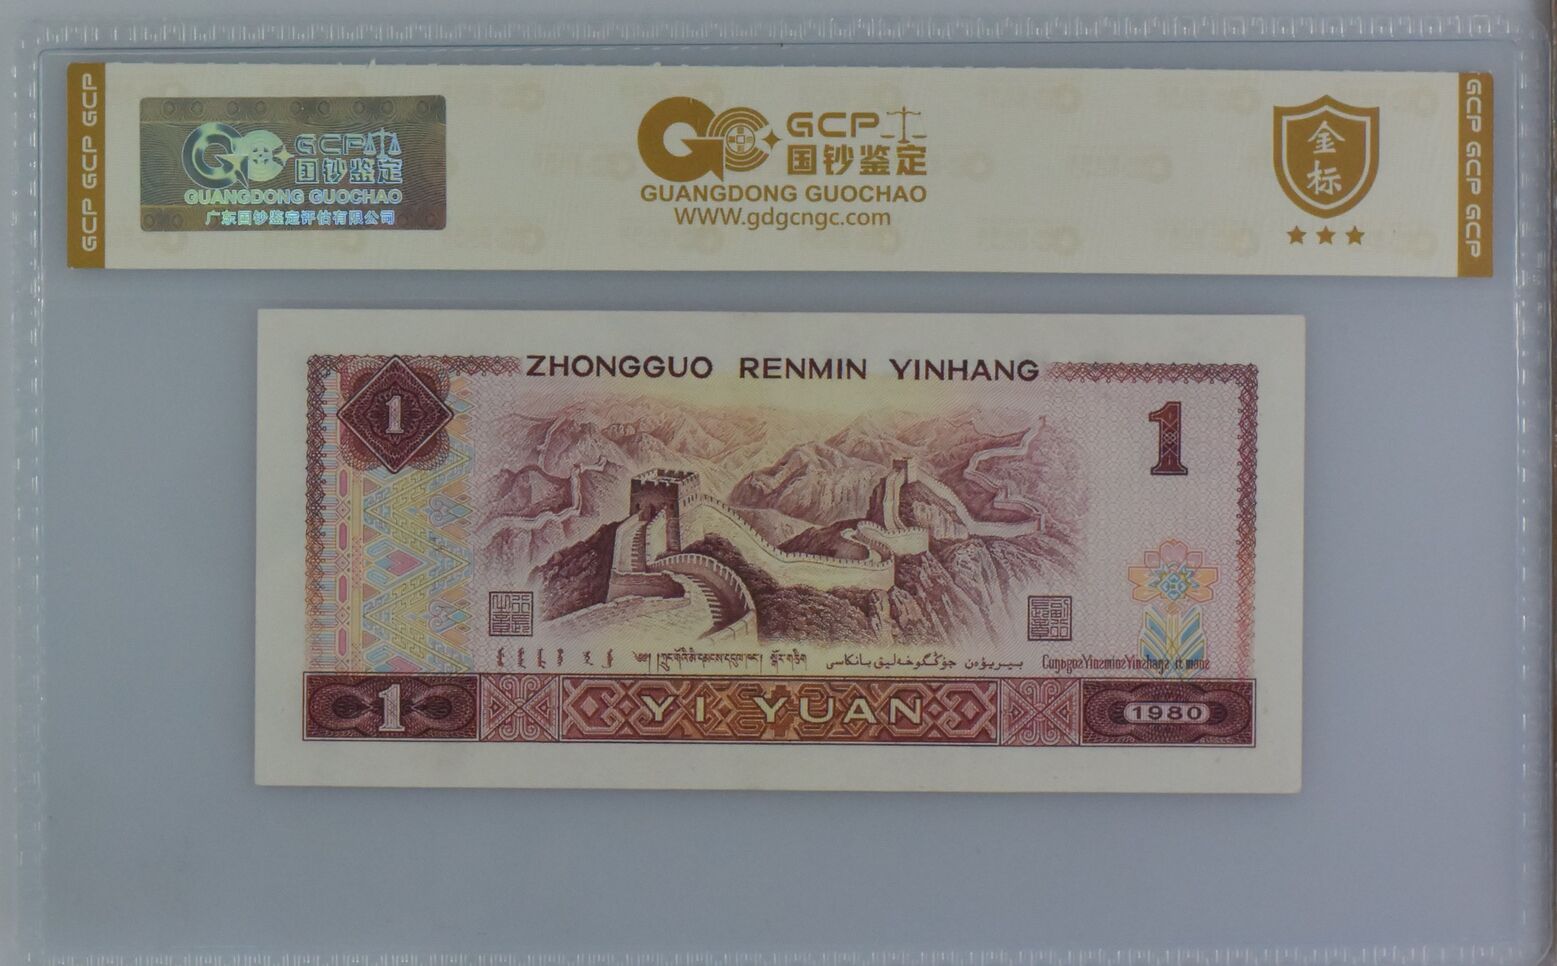 GCP GCP GCP
GCP
国钞鉴定
GUANGDONG GUOCHAO
广东国钞鉴定评估有限公司
GCP
国钞鉴定
GUANGDONG GUOCHAO
WWW.gdgcngc.com
金标
GCP GCP GCP
ZHONGGUO RENMIN YINHANG
1
1
1
YI YUAN
1980